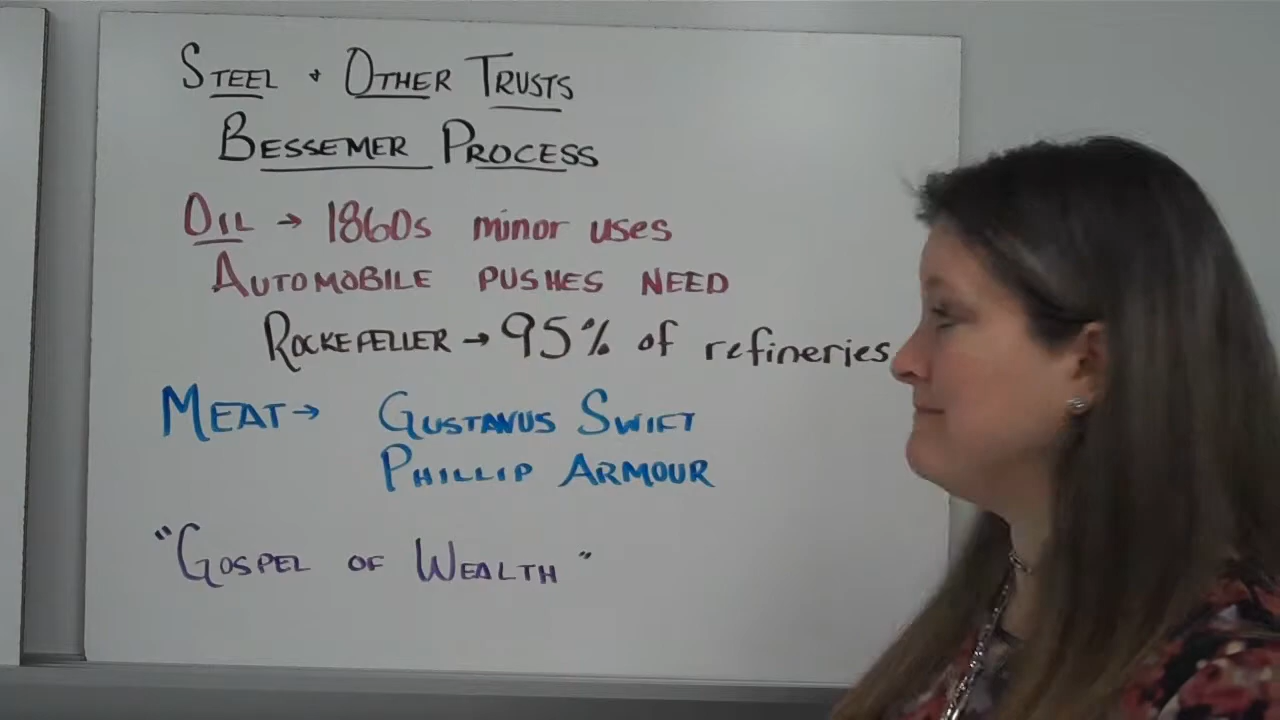 STEEL + OTHER TRUSTS
BESSEMER PROCESS
OIL → 1860s minor uses
AUTOMOBILE PUSHES NEED
ROCKEFELLER → 95% of refineries
MEAT → GUSTAVUS SWIFT
PHILLIP ARMOUR
"GOSPEL OF WEALTH"